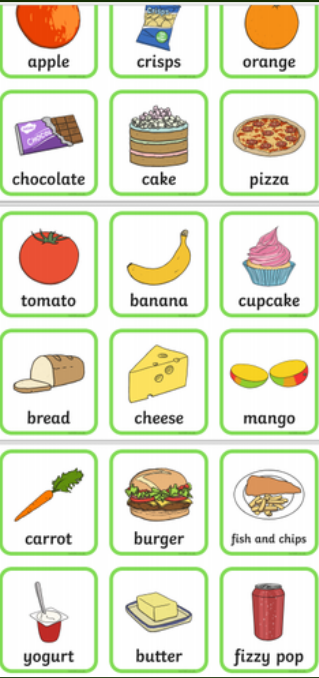 apple crisps orange
chocolate cake pizza
tomato banana cupcake
bread cheese mango
carrot burger fish and chips
yogurt butter fizzy pop